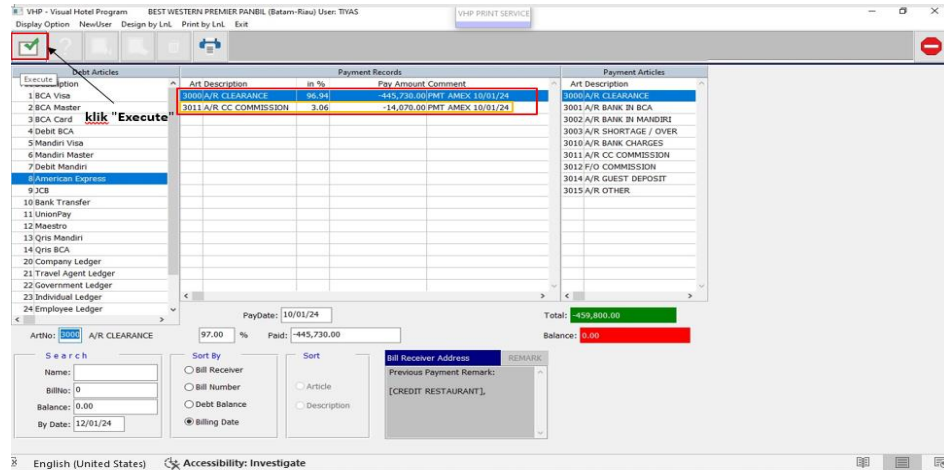 VHP - Visual Hotel Program BEST WESTERN PREMIER PANBIL (Batam-Riau) User: TIYAS
VHP PRINT SERVICE
Display Option NewUser Design by LnL Print by LnL Exit
Debt Articles Payment Records Payment Articles
Execute
Art Description in % Pay Amount Comment Art Description
1 BCA Visa 3000 A/R CLEARANCE 96.94 -445,730.00 PMT AMEX 10/01/24 3000 A/R CLEARANCE
2 BCA Master 3011 A/R CC COMMISSION 3.06 -14,070.00 PMT AMEX 10/01/24 3001 A/R BANK IN BCA
3 BCA Card klik "Execute" 3002 A/R BANK IN MANDIRI
4 Debit BCA 3003 A/R SHORTAGE / OVER
5 Mandiri Visa 3010 A/R BANK CHARGES
6 Mandiri Master 3011 A/R CC COMMISSION
7 Debit Mandiri 3012 F/O COMMISSION
8 American Express 3014 A/R GUEST DEPOSIT
9 JCB 3015 A/R OTHER
10 Bank Transfer
11 UnionPay
12 Maestro
13 Qris Mandiri
14 Qris BCA
20 Company Ledger
21 Travel Agent Ledger
22 Government Ledger
23 Individual Ledger
24 Employee Ledger
PayDate: 10/01/24 Total: -459,800.00
ArtNo: 3000 A/R CLEARANCE 97.00 % Paid: -445,730.00 Balance: 0.00
Search Sort By Sort Bill Receiver Address REMARK
Name: Bill Receiver Previous Payment Remark:
BillNo: 0 Bill Number Article [CREDIT RESTAURANT],
Balance: 0.00 Debt Balance Description
By Date: 12/01/24 Billing Date
English (United States) Accessibility: Investigate